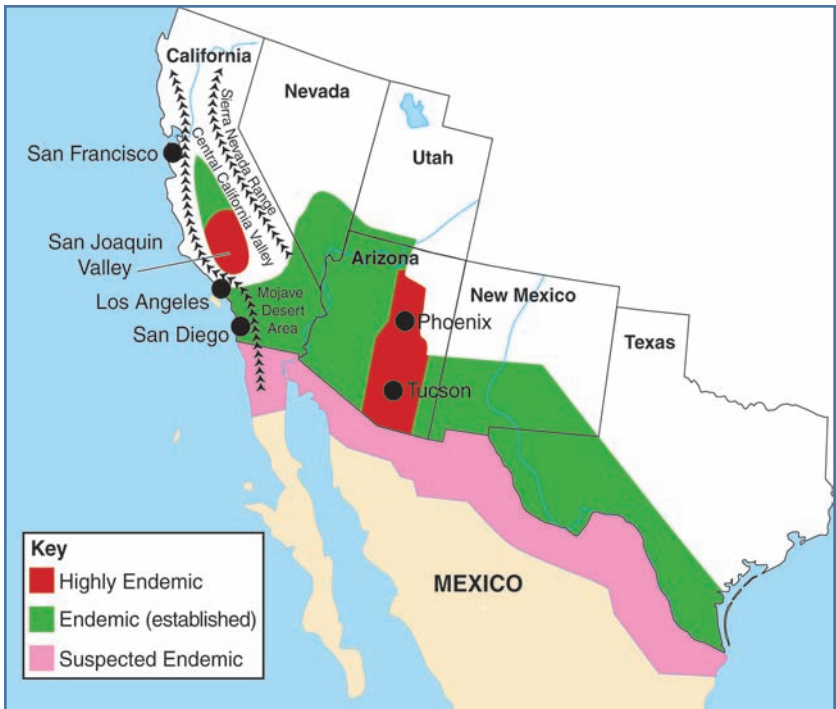 California
Nevada
Utah
Sierra Nevada Range
Central California Valley
San Francisco
San Joaquin
Valley
Arizona
New Mexico
Los Angeles
Mojave
Desert
Area
San Diego
Phoenix
Texas
Tucson
MEXICO
Key
Highly Endemic
Endemic (established)
Suspected Endemic